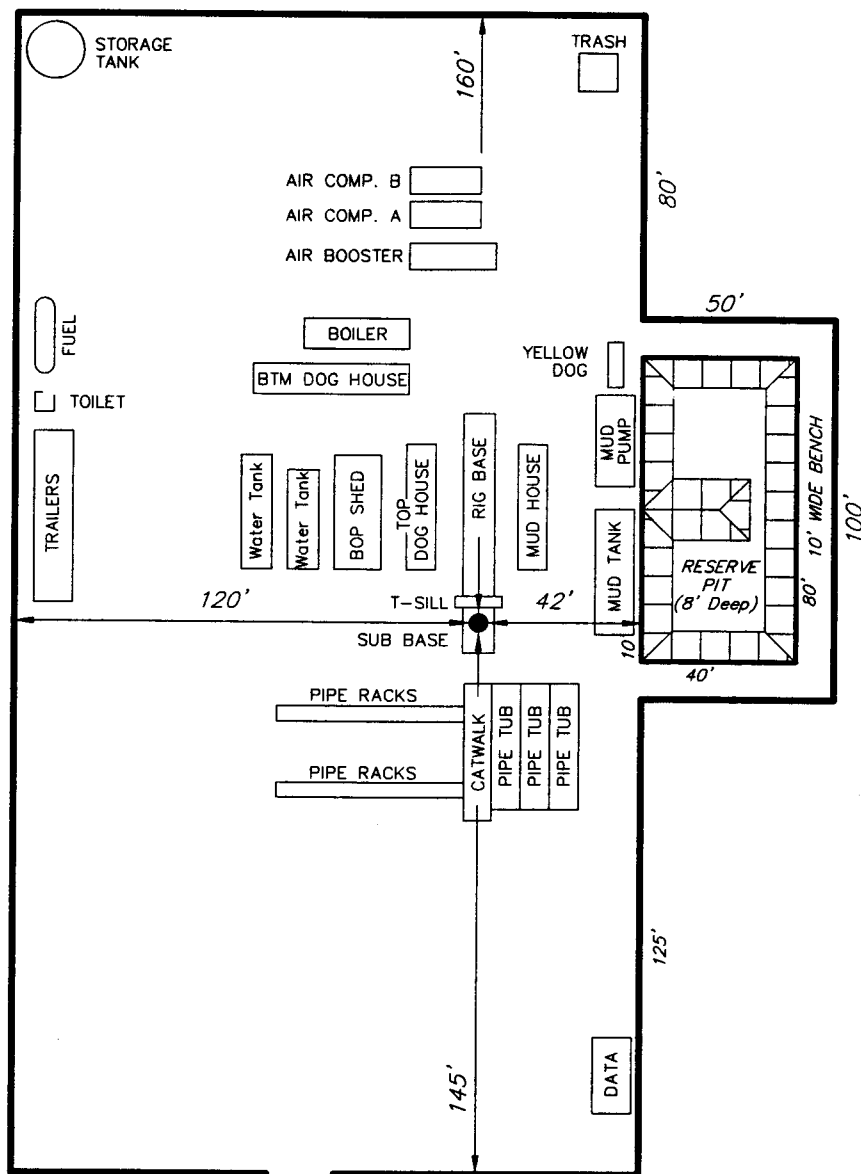 STORAGE
TANK
TRASH
160'
AIR COMP. B
AIR COMP. A
AIR BOOSTER
80'
50'
FUEL
BOILER
YELLOW
DOG
BTM DOG HOUSE
TOILET
TRAILERS
Water Tank
Water Tank
BOP SHED
TOP
DOG HOUSE
RIG BASE
MUD HOUSE
MUD
PUMP
MUD TANK
10' WIDE BENCH
100'
RESERVE
PIT
(8' Deep)
80'
120'
T-SILL
42'
SUB BASE
10'
40'
PIPE RACKS
CATWALK
PIPE TUB
PIPE TUB
PIPE TUB
PIPE RACKS
125'
145'
DATA